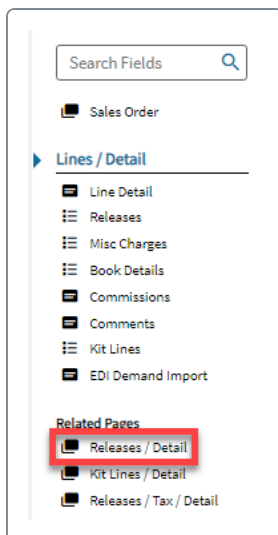 Search Fields
Sales Order
Lines / Detail
Line Detail
Releases
Misc Charges
Book Details
Commissions
Comments
Kit Lines
EDI Demand Import
Related Pages
Releases / Detail
Kit Lines / Detail
Releases / Tax / Detail